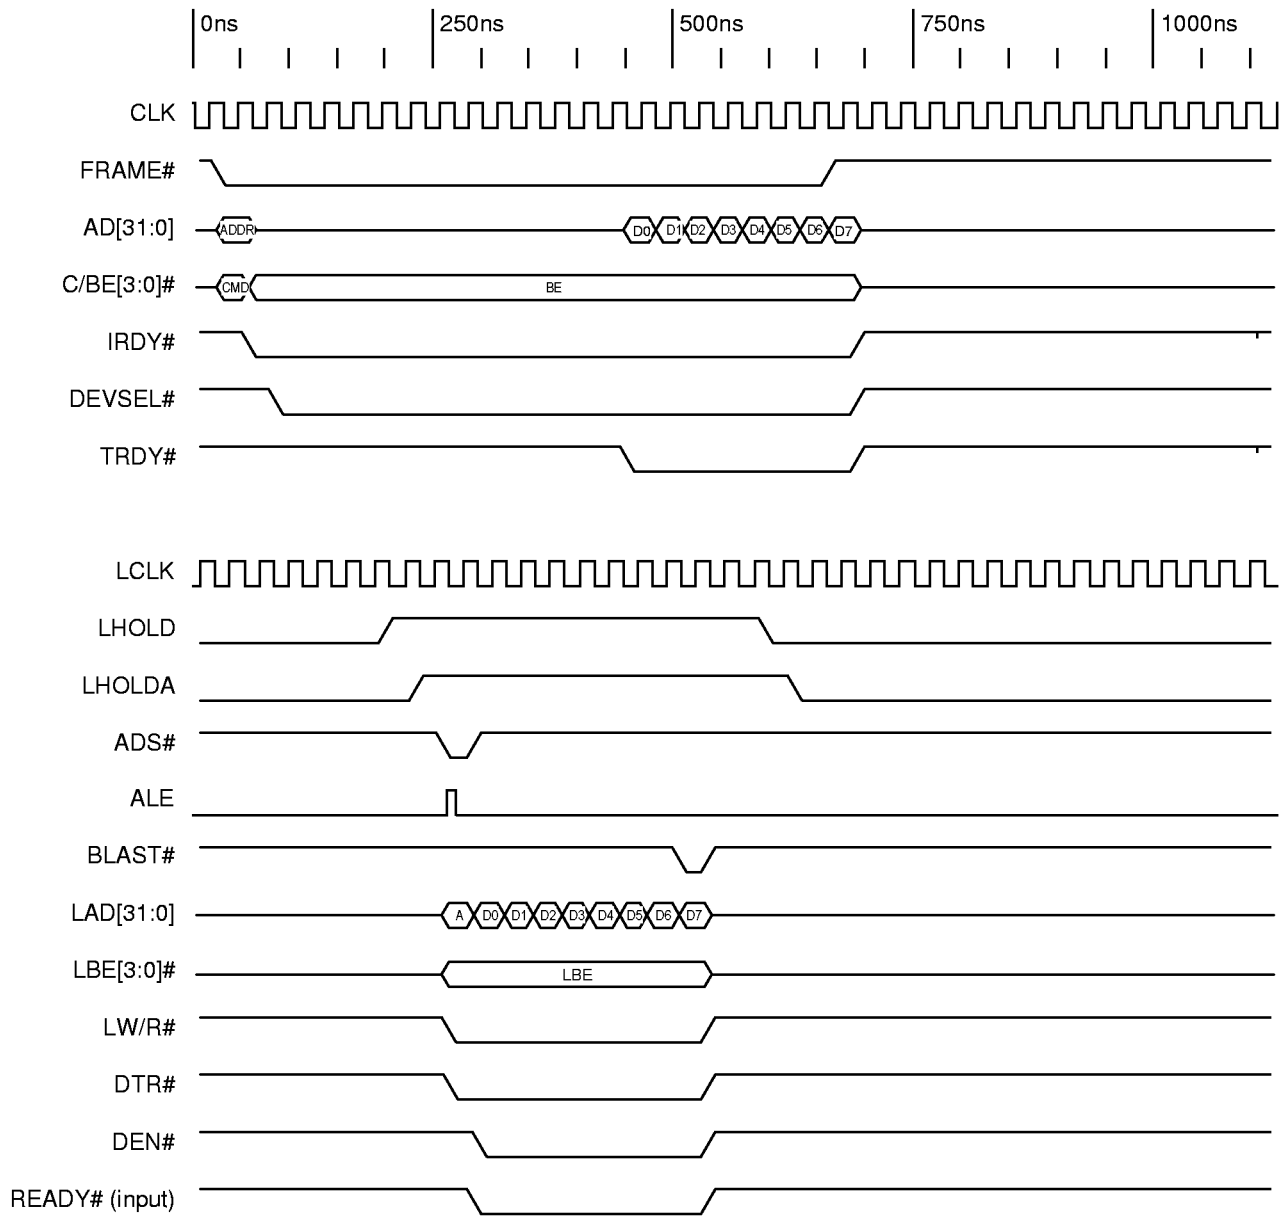 0ns 250ns 500ns 750ns 1000ns
CLK
FRAME#
AD[31:0] ADDR D0 D1 D2 D3 D4 D5 D6 D7
C/BE[3:0]# CMD BE
IRDY#
DEVSEL#
TRDY#
LCLK
LHOLD
LHOLDA
ADS#
ALE
BLAST#
LAD[31:0] A D0 D1 D2 D3 D4 D5 D6 D7
LBE[3:0]# LBE
LW/R#
DTR#
DEN#
READY# (input)